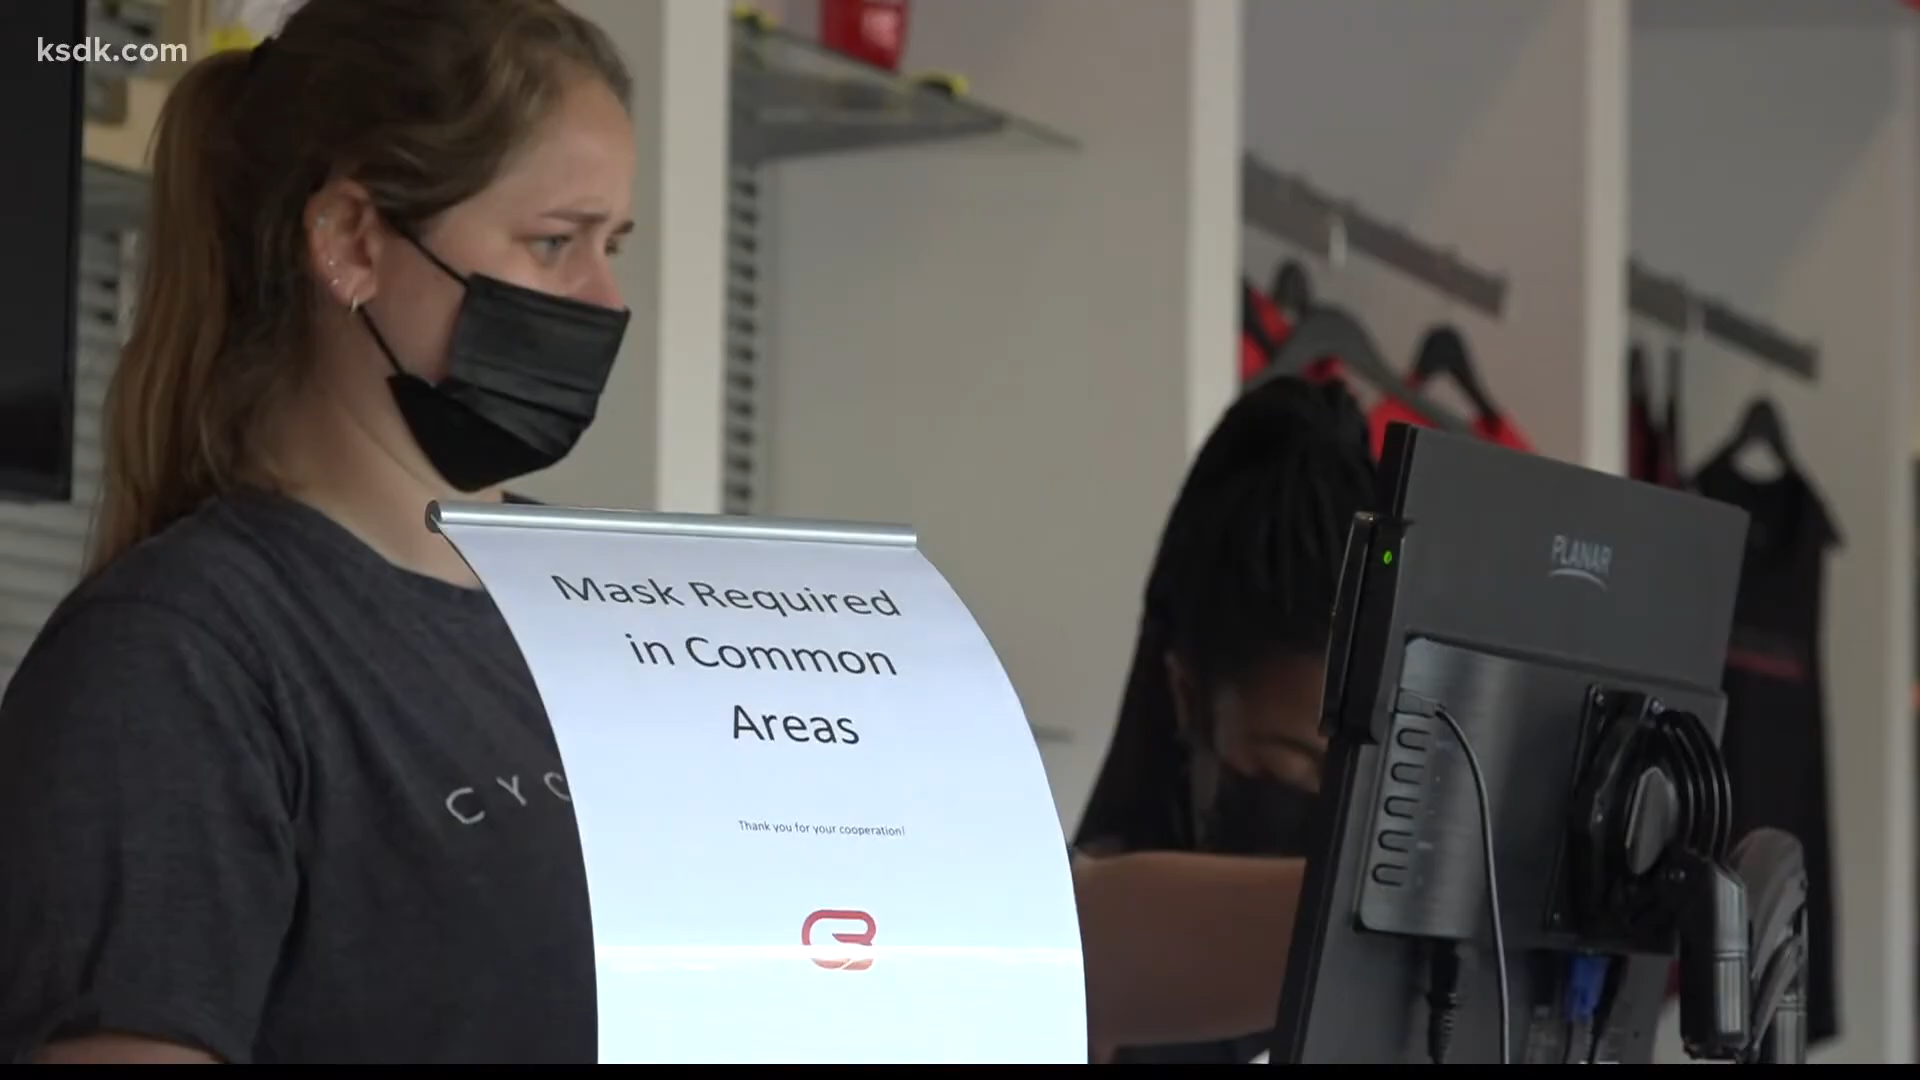 ksdk.com
Mask Required
in Common
Areas
Thank you for your cooperation!
CYC
PLANAR